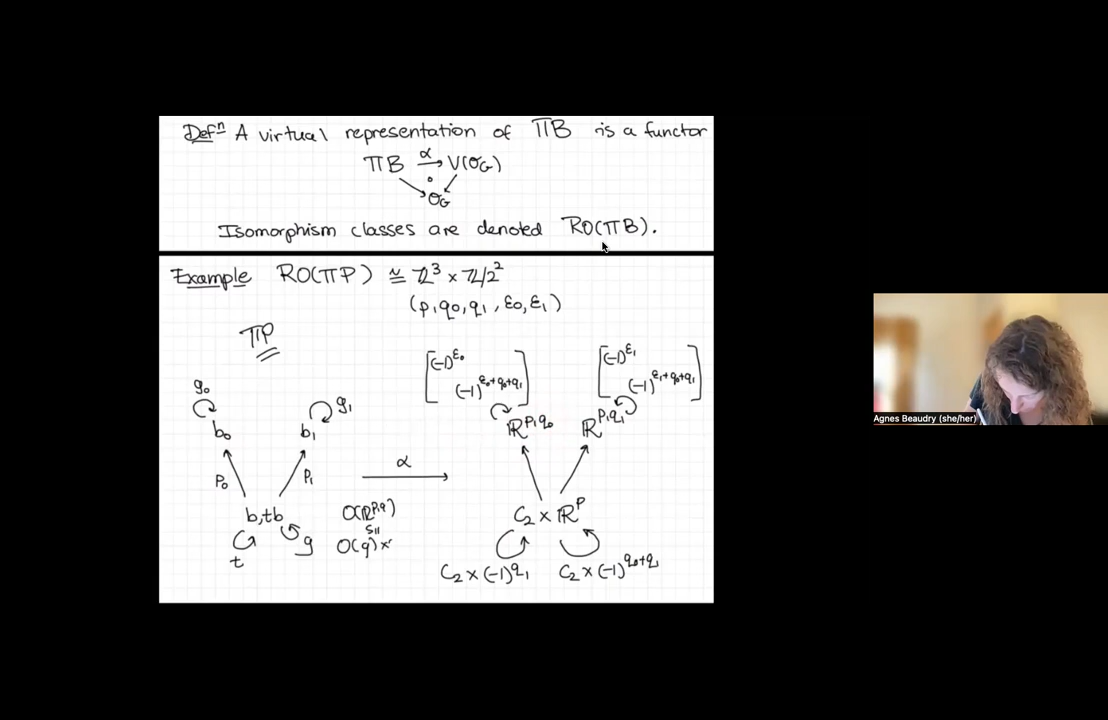 Defⁿ A virtual representation of ΠB is a functor
ΠB α→ V(O_G)
O_G
Isomorphism classes are denoted RO(ΠB).
Example RO(ΠP) ≅ ℤ³ × ℤ/2²
(p, q₀, q₁, ε₀, ε₁)
ΠP
(-1)^ε₀ (-1)^ε₁
(-1)^ε₀+q₀+q₁ (-1)^ε₁+q₀+q₁
g₀ g₁
b₀ b₁ ℝ^p,q₀ ℝ^p,q₁
p₀ p₁ α
b, tb O(ℝ^p,q) C₂ × ℝ^p
t g O(q) × C₂ × (-1)^q₁ C₂ × (-1)^q₀+q₁
Agnes Beaudry (she/her)